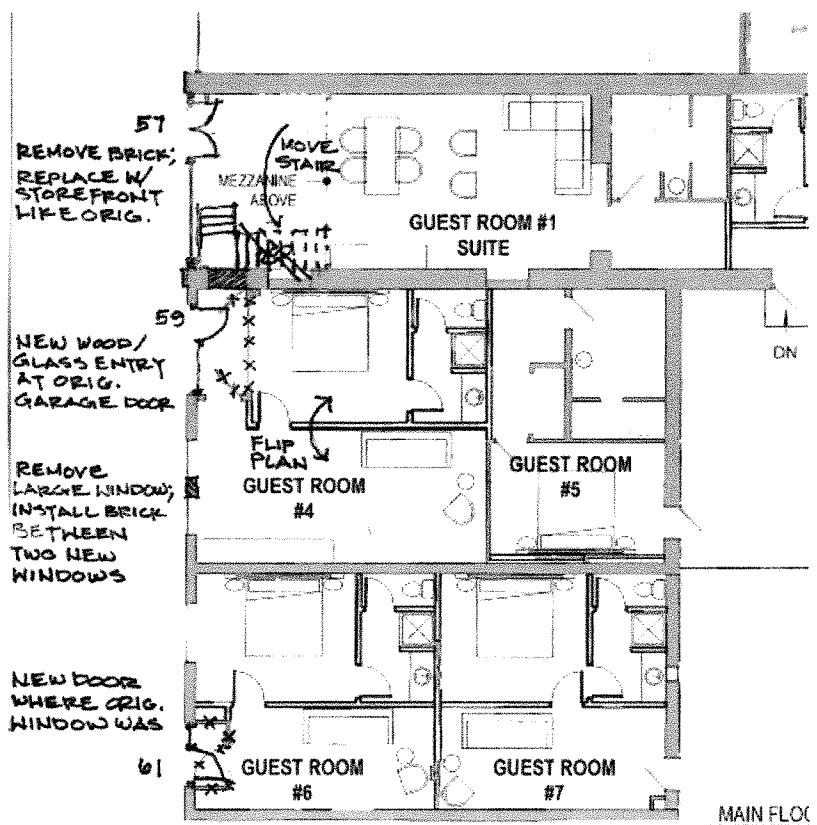 57
REMOVE BRICK;
REPLACE W/
STOREFRONT
LIKE ORIG.
MOVE
STAIR
MEZZANINE
ABOVE
GUEST ROOM #1
SUITE
59
NEW WOOD/
GLASS ENTRY
AT ORIG.
GARAGE DOOR
DN
FLIP
PLAN
GUEST ROOM
#4
GUEST ROOM
#5
REMOVE
LARGE WINDOW;
INSTALL BRICK
BETWEEN
TWO NEW
WINDOWS
NEW DOOR
WHERE ORIG.
WINDOW WAS
61
GUEST ROOM
#6
GUEST ROOM
#7
MAIN FLOO